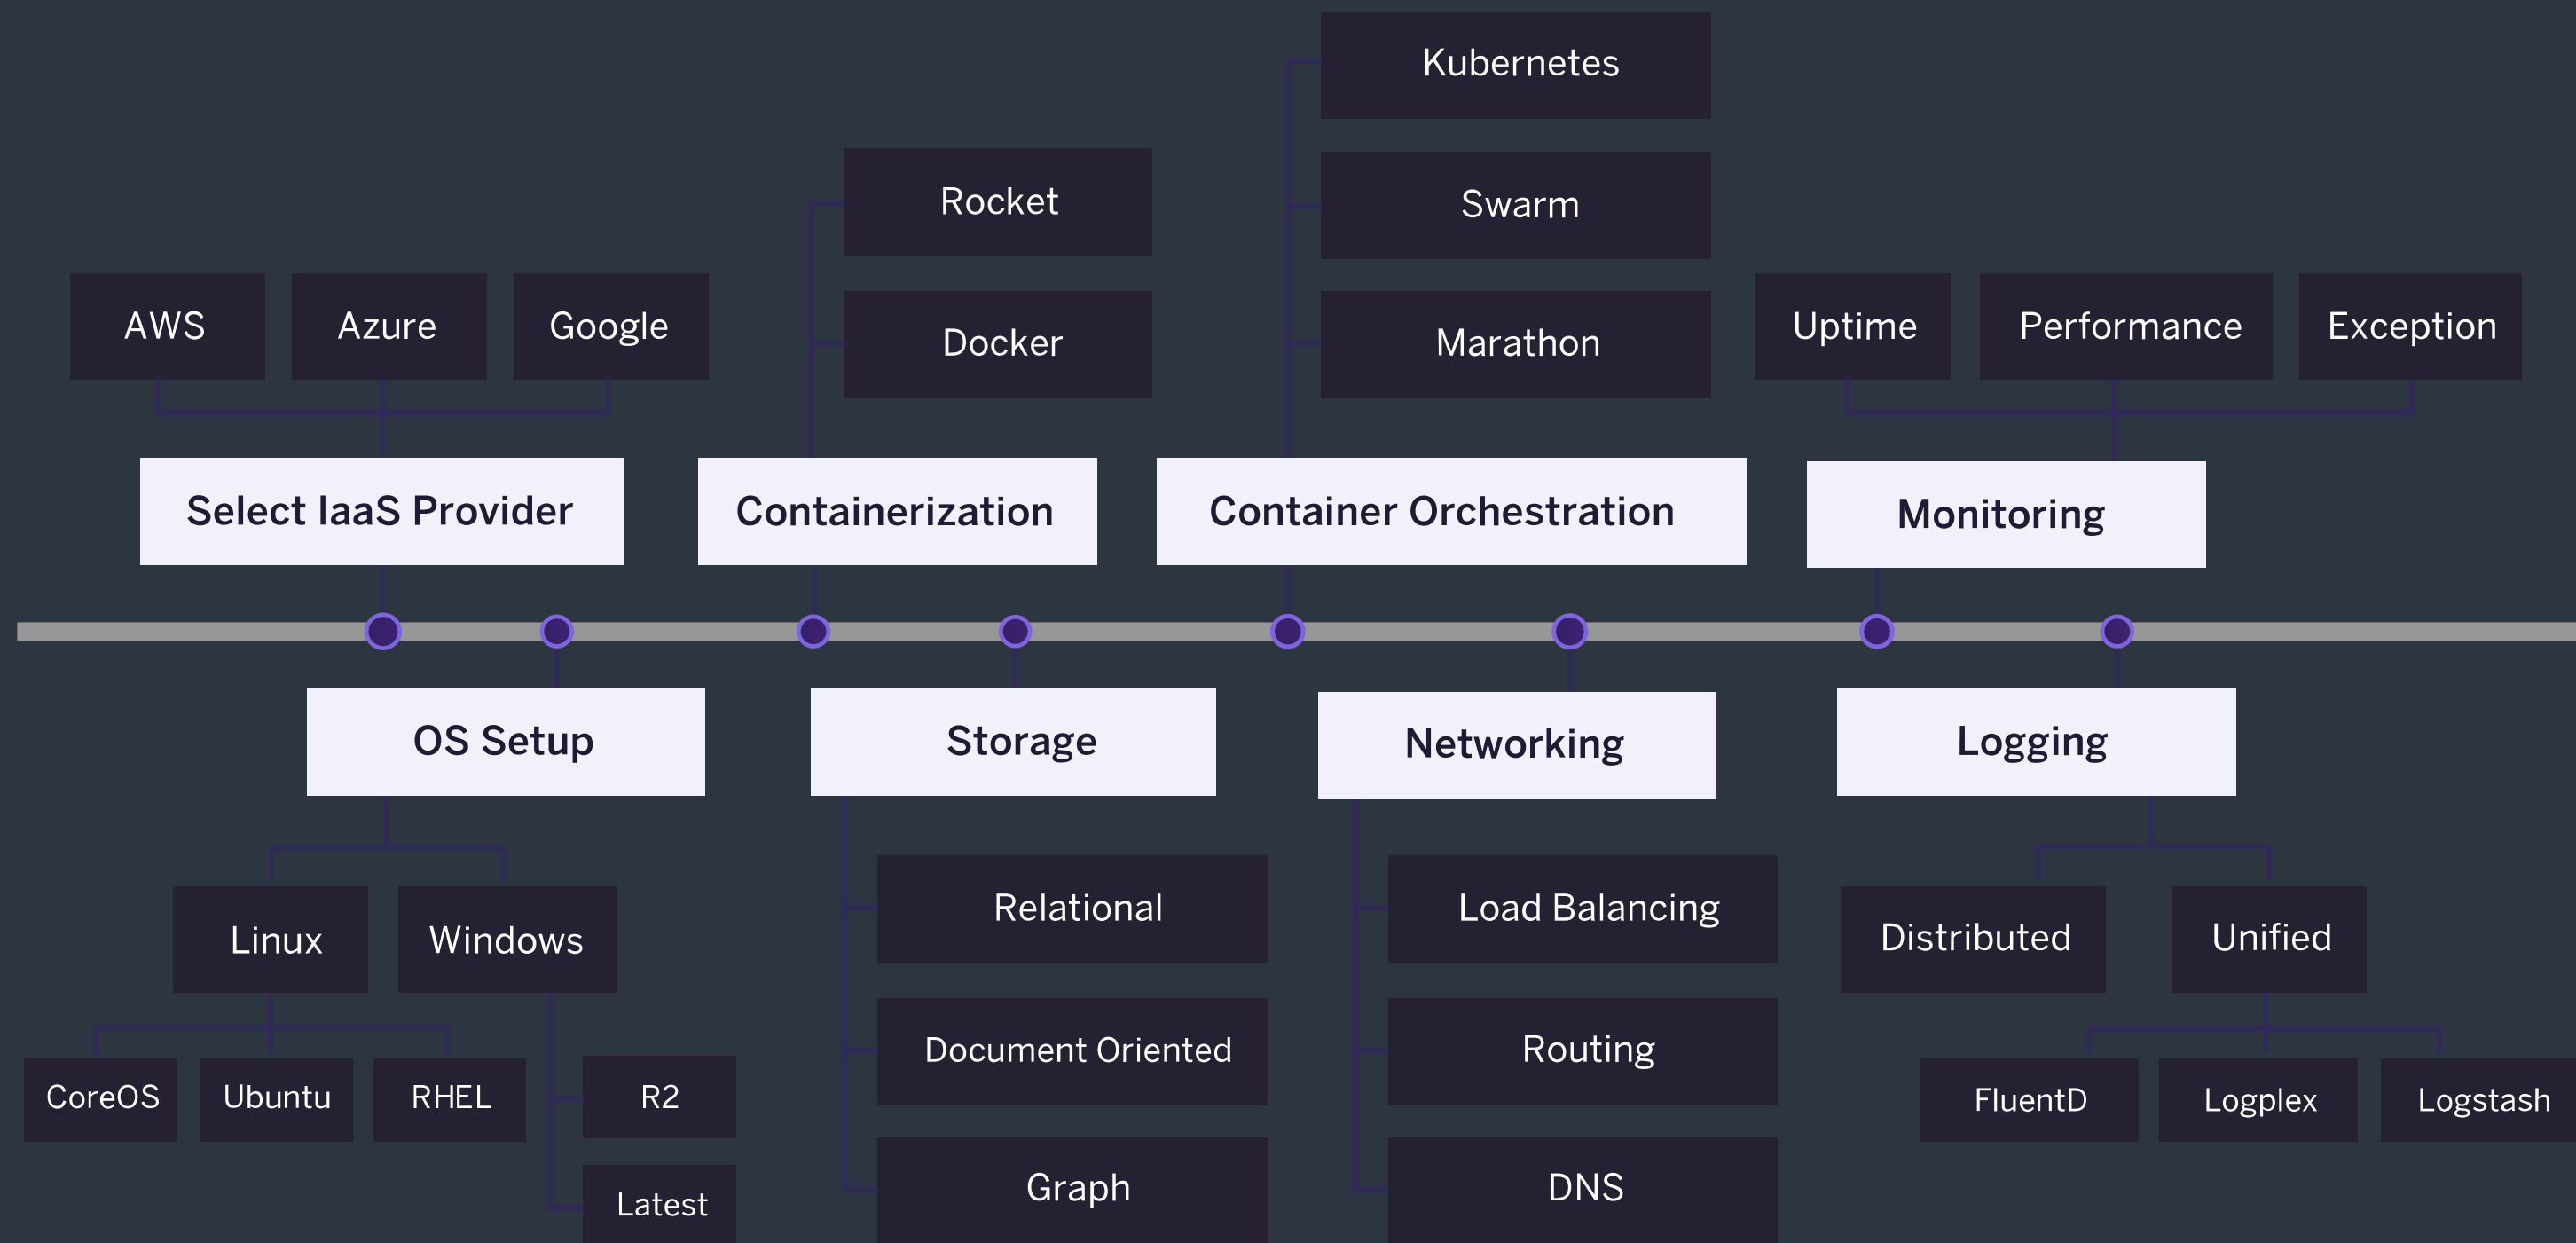 Kubernetes
Rocket
Swarm
AWS
Azure
Google
Docker
Marathon
Uptime
Performance
Exception
Select IaaS Provider
Containerization
Container Orchestration
Monitoring
OS Setup
Storage
Networking
Logging
Linux
Windows
Relational
Load Balancing
Distributed
Unified
Document Oriented
Routing
CoreOS
Ubuntu
RHEL
R2
FluentD
Logplex
Logstash
Latest
Graph
DNS